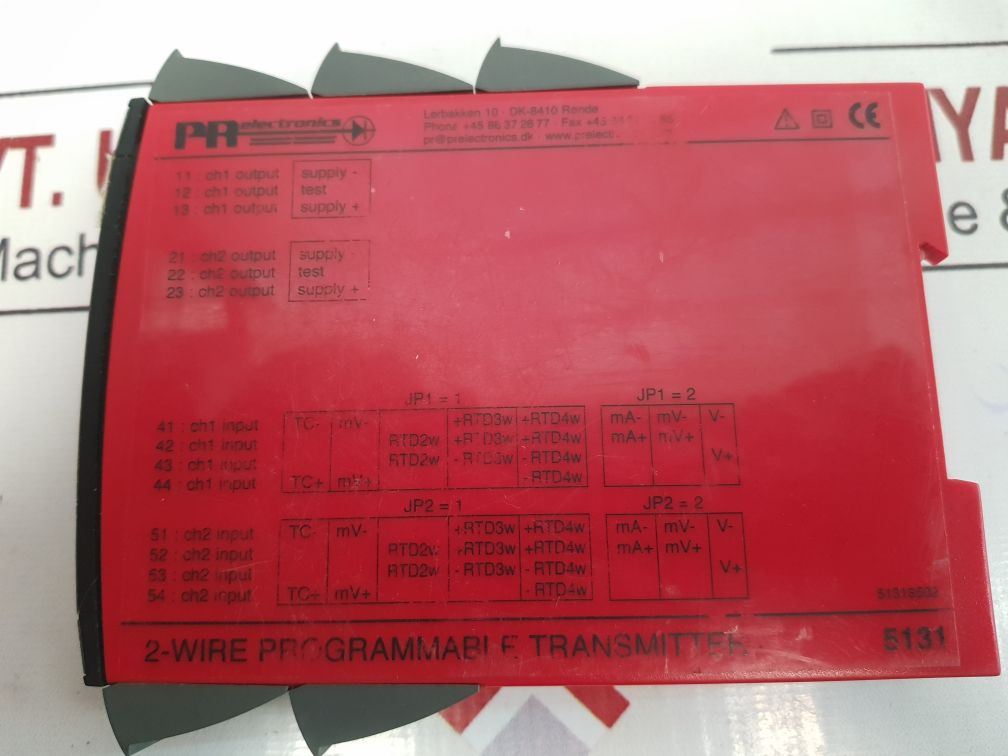 PR electronics
Lerbakken 10 - DK-8410 Rønde
Phone +45 86 37 26 77 - Fax +45
pr@prelectronics.dk - www.prelect
CE
11 : ch1 output supply -
12 : ch1 output test
13 : ch1 output supply +
21 : ch2 output supply -
22 : ch2 output test
23 : ch2 output supply +
JP1 = 1 JP1 = 2
41 : ch1 input TC- mV- +RTD3w +RTD4w mA- mV- V-
42 : ch1 input RTD2w +RTD3w +RTD4w mA+ mV+
43 : ch1 input RTD2w -RTD3w -RTD4w V+
44 : ch1 input TC+ mV+ -RTD4w
JP2 = 1 JP2 = 2
51 : ch2 input TC- mV- +RTD3w +RTD4w mA- mV- V-
52 : ch2 input RTD2w +RTD3w +RTD4w mA+ mV+
53 : ch2 input RTD2w -RTD3w -RTD4w V+
54 : ch2 input TC+ mV+ -RTD4w
2-WIRE PROGRAMMABLE TRANSMITTER 5131
VT.
YA
Mach
e &